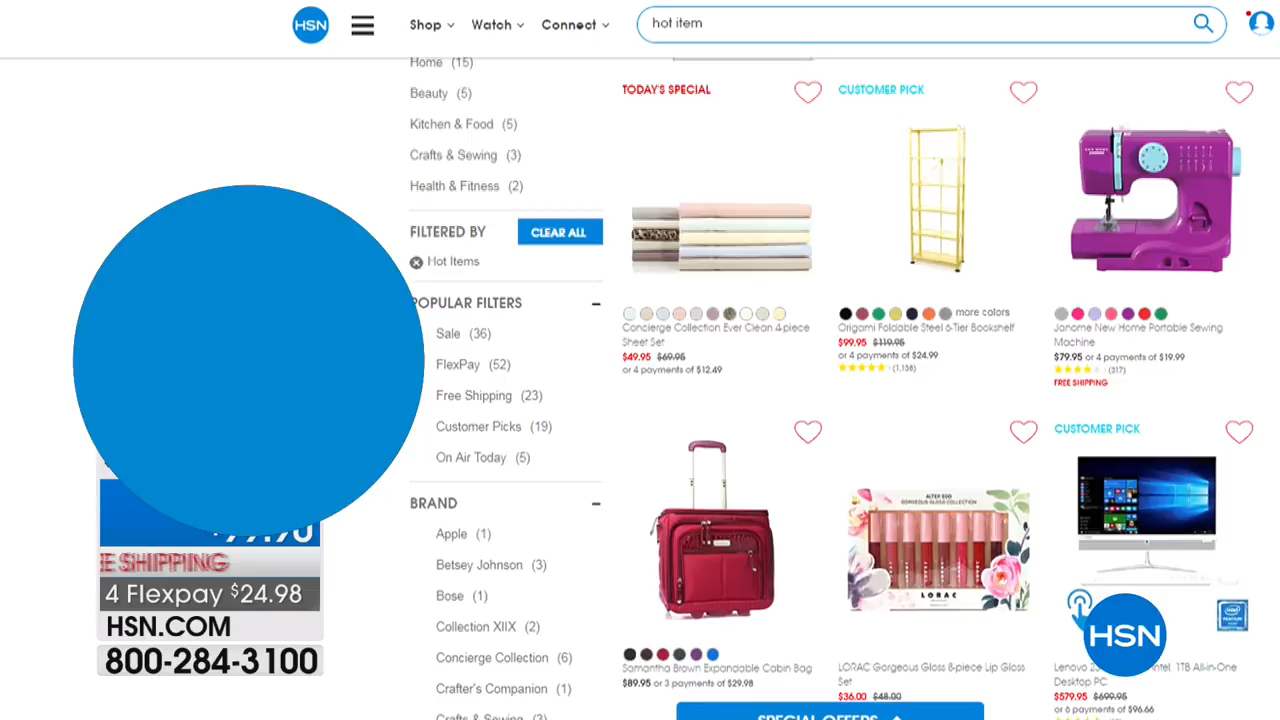 HSN
Shop
Watch
Connect
hot item
Home (15)
Beauty (5)
Kitchen & Food (5)
Crafts & Sewing (3)
Health & Fitness (2)
FILTERED BY
CLEAR ALL
Hot Items
POPULAR FILTERS
Sale (36)
FlexPay (52)
Free Shipping (23)
Customer Picks (19)
On Air Today (5)
BRAND
Apple (1)
Betsey Johnson (3)
Bose (1)
Collection XIIX (2)
Concierge Collection (6)
Crafter's Companion (1)
Crafts & Sewing (3)
TODAY'S SPECIAL
Concierge Collection Ever Clean 4-piece
Sheet Set
$49.95 $69.95
or 4 payments of $12.49
CUSTOMER PICK
more colors
Origami Foldable Steel 6-Tier Bookshelf
$99.95 $119.95
or 4 payments of $24.99
(1,138)
Janome New Home Portable Sewing
Machine
$79.95 or 4 payments of $19.99
(317)
FREE SHIPPING
Samantha Brown Expandable Cabin Bag
$89.95 or 3 payments of $29.98
ALTER EGO
GORGEOUS GLOSS COLLECTION
LORAC
LORAC Gorgeous Gloss 8-piece Lip Gloss
Set
$36.00 $48.00
CUSTOMER PICK
HSN
Lenovo 1TB All-in-One
Desktop PC
$579.95 $699.95
or 6 payments of $96.66
SPECIAL OFFERS
E SHIPPING
4 Flexpay $24.98
HSN.COM
800-284-3100